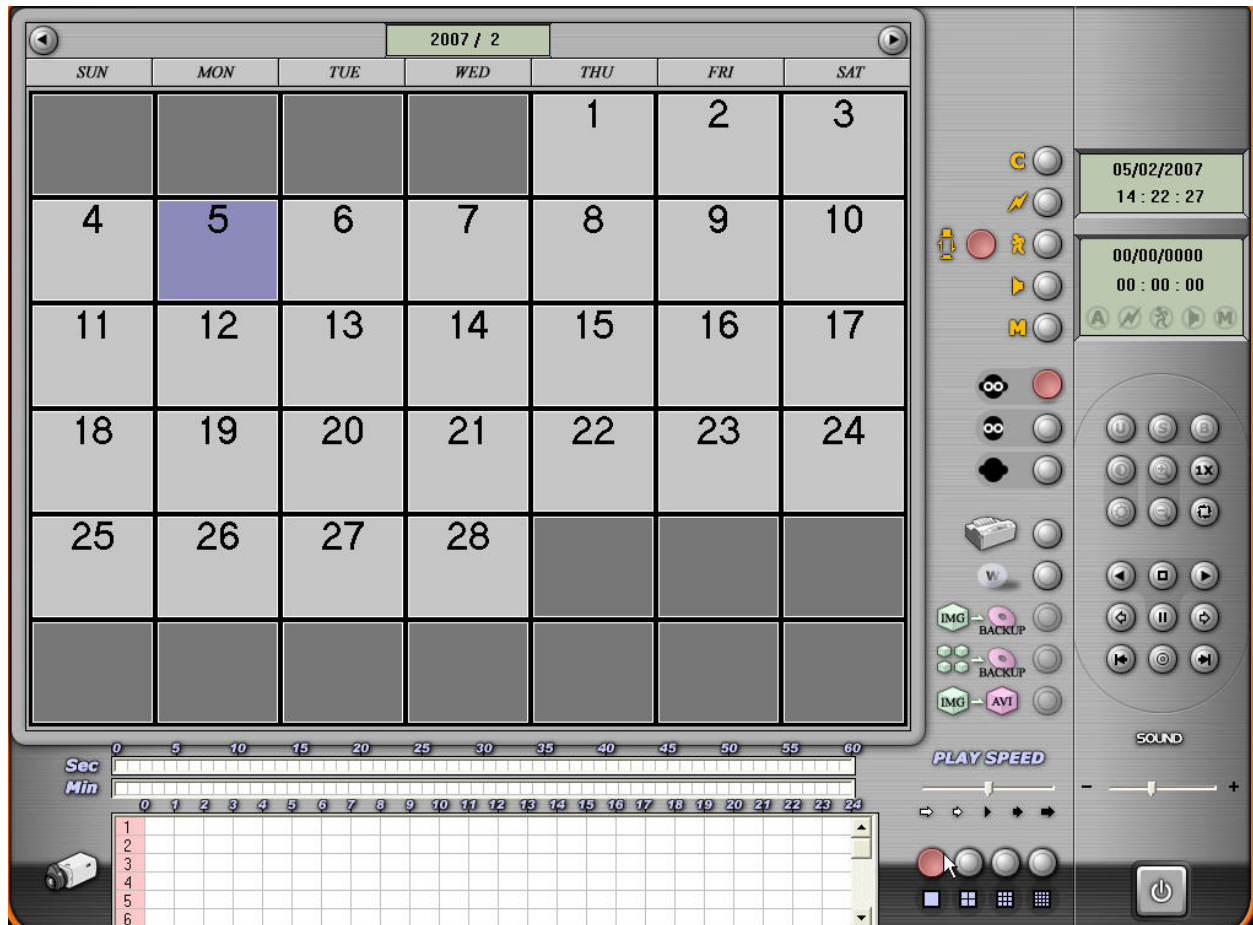 2007 / 2
SUN MON TUE WED THU FRI SAT
1 2 3
4 5 6 7 8 9 10
11 12 13 14 15 16 17
18 19 20 21 22 23 24
25 26 27 28
C
M
05/02/2007
14 : 22 : 27
00/00/0000
00 : 00 : 00
A M
U S B
1X
W
IMG BACKUP
BACKUP
IMG AVI
SOUND
- +
PLAY SPEED
0 5 10 15 20 25 30 35 40 45 50 55 60
Sec
Min
0 1 2 3 4 5 6 7 8 9 10 11 12 13 14 15 16 17 18 19 20 21 22 23 24
1
2
3
4
5
6